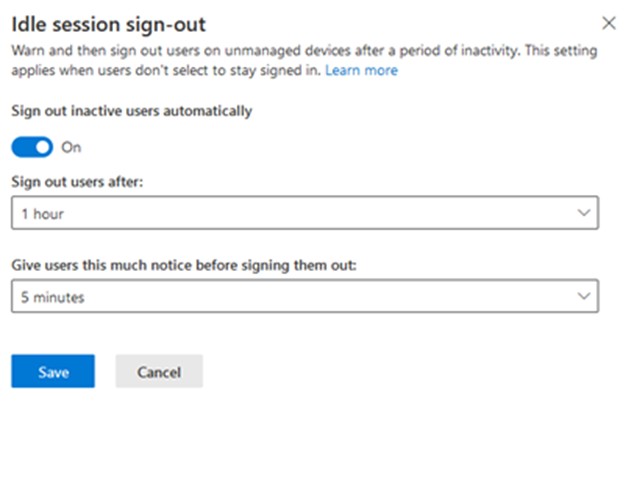 Idle session sign-out
Warn and then sign out users on unmanaged devices after a period of inactivity. This setting
applies when users don't select to stay signed in. Learn more
Sign out inactive users automatically
On
Sign out users after:
1 hour
Give users this much notice before signing them out:
5 minutes
Save Cancel